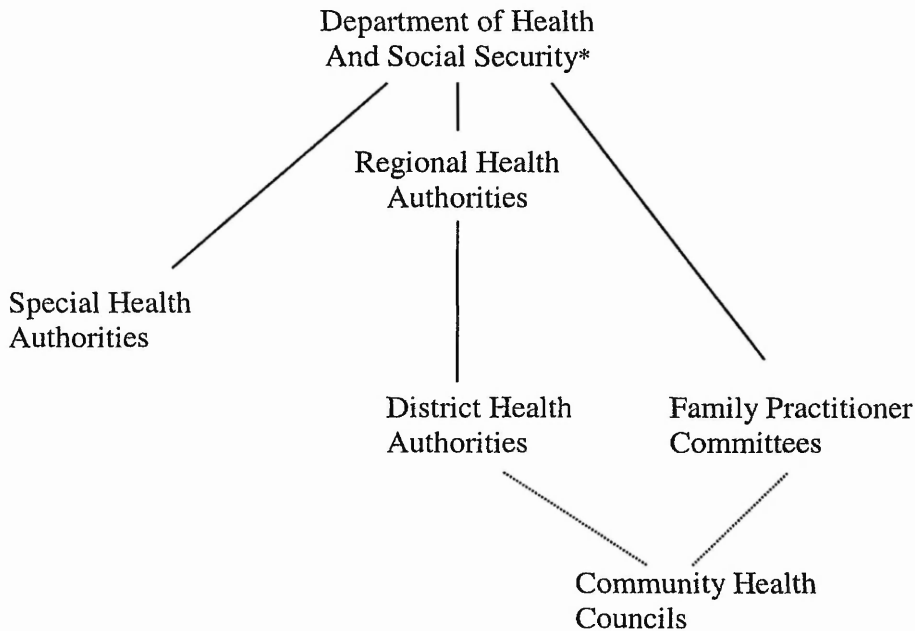 Department of Health
And Social Security*
Regional Health
Authorities
Special Health
Authorities
District Health
Authorities
Family Practitioner
Committees
Community Health
Councils